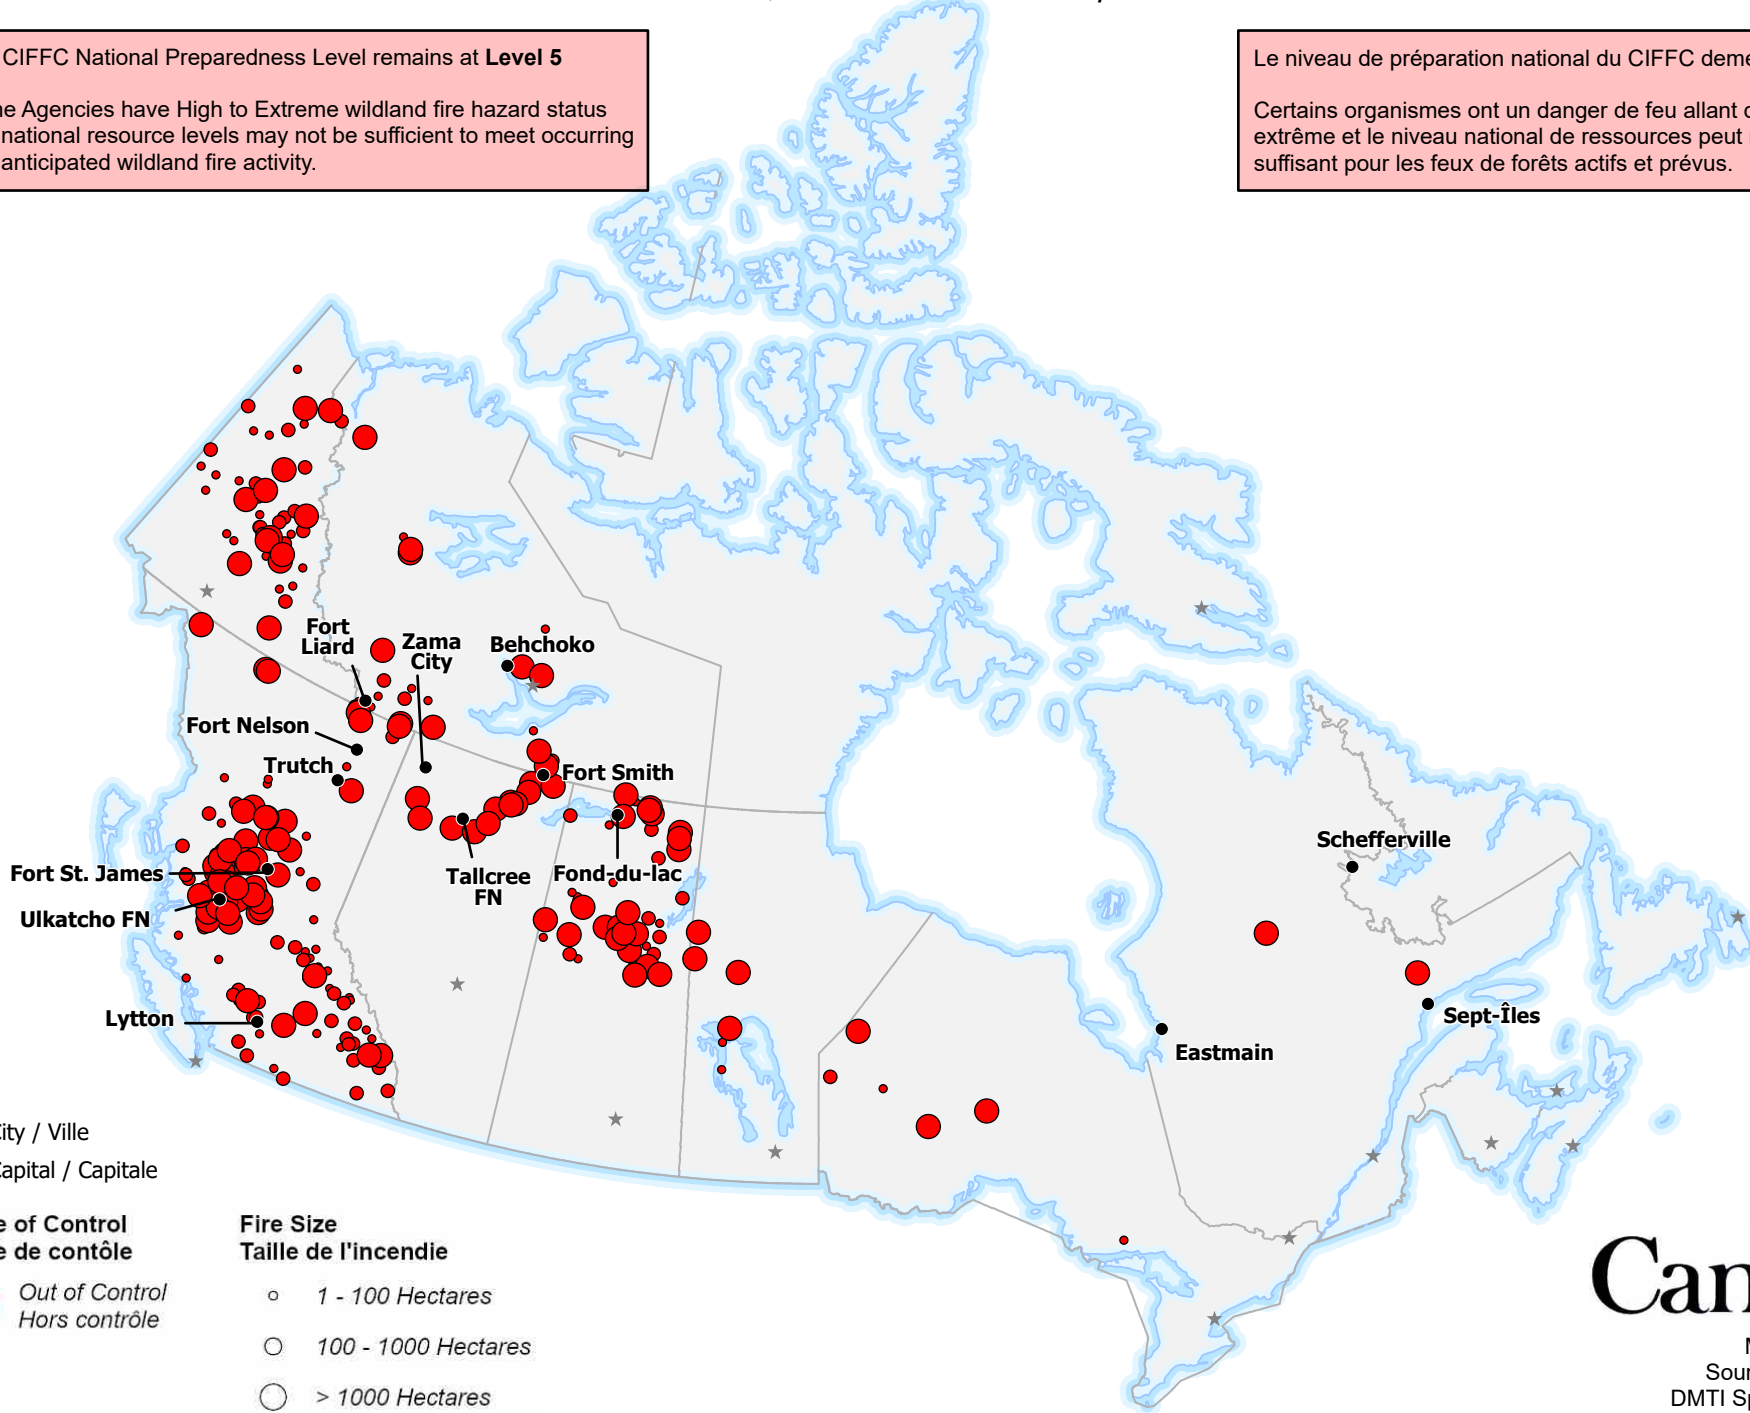 CIFFC National Preparedness Level remains at Level 5
Agencies have High to Extreme wildland fire hazard status
national resource levels may not be sufficient to meet occurring
anticipated wildland fire activity.
Le niveau de préparation national du CIFFC
Certains organismes ont un danger de feu allant
extrême et le niveau national de ressources peut
suffisant pour les feux de forêts actifs et prévus.
Fort
Liard
Zama
City
Behchoko
Fort Nelson
Trutch
Fort Smith
Fort St. James
Tallcree
FN
Fond-du-lac
Ulkatcho FN
Lytton
Schefferville
Sept-Îles
Eastmain
City / Ville
Capital / Capitale
of Control
de contôle
Out of Control
Hors contrôle
Fire Size
Taille de l'incendie
1 - 100 Hectares
100 - 1000 Hectares
> 1000 Hectares
Can
DMTI